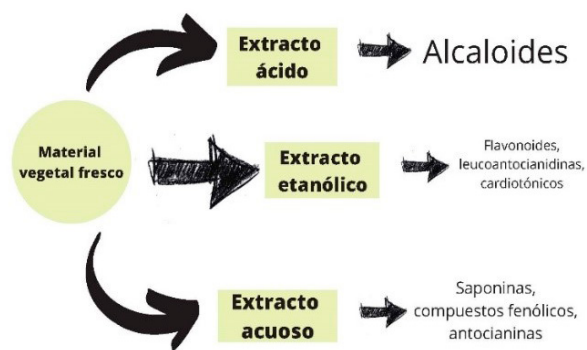 Material
vegetal fresco
Extracto
ácido
Alcaloides
Extracto
etanólico
Flavonoides,
leucoantocianidinas,
cardiotónicos
Extracto
acuoso
Saponinas,
compuestos fenólicos,
antocianinas